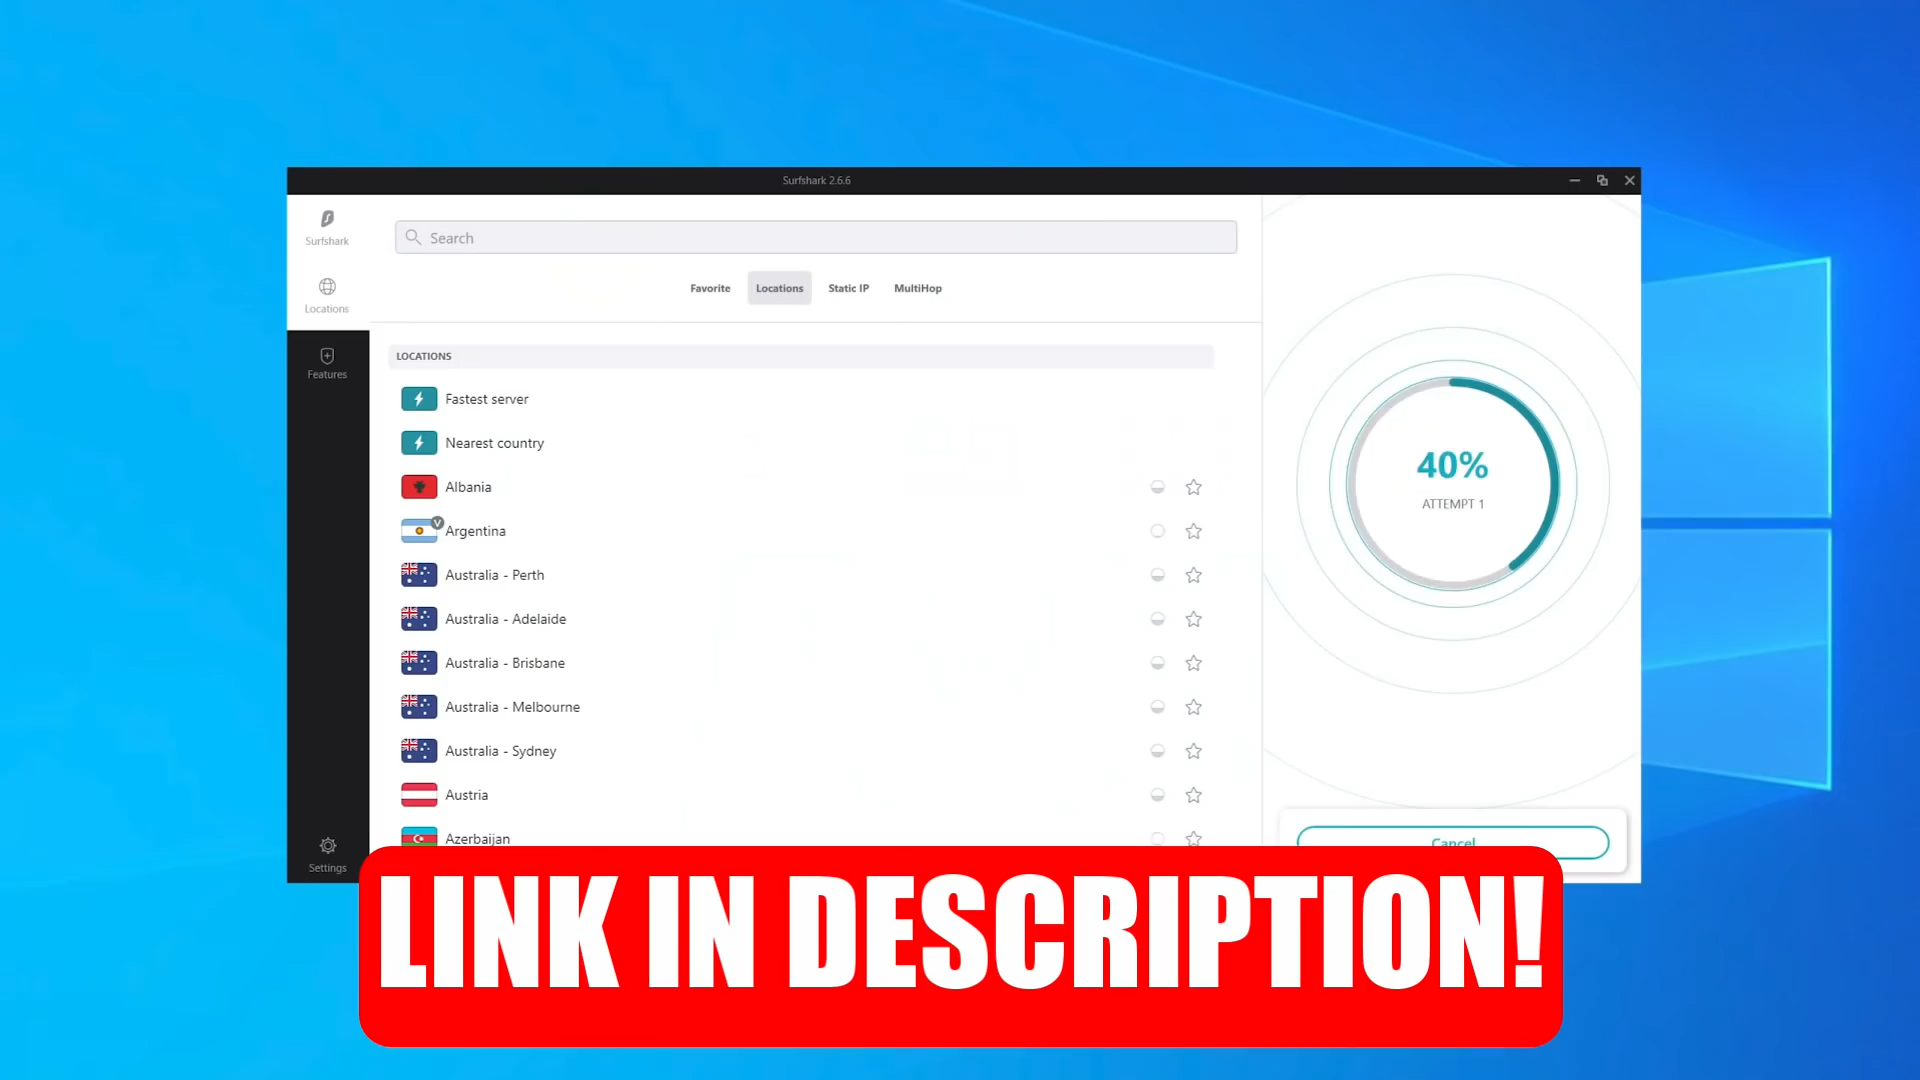 Surfshark 2.6.6
Surfshark
Search
Locations
Favorite
Locations
Static IP
MultiHop
Features
LOCATIONS
Fastest server
Nearest country
Albania
V
Argentina
Australia - Perth
Australia - Adelaide
Australia - Brisbane
Australia - Melbourne
Australia - Sydney
Austria
Azerbaijan
40%
ATTEMPT 1
Cancel
Settings
LINK IN DESCRIPTION!